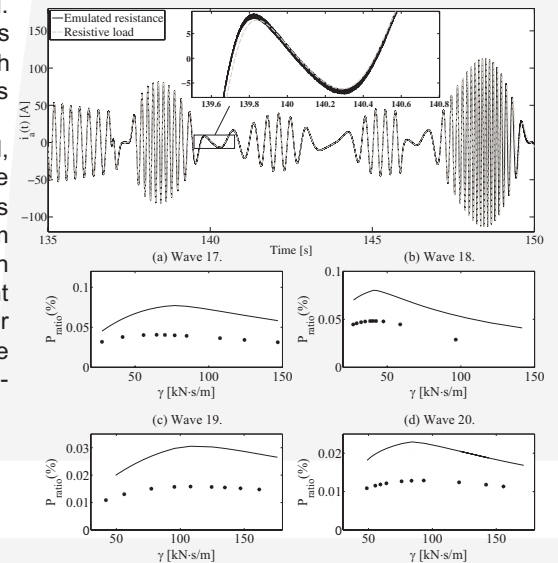 Emulated resistance
Resistive load
150
100
50
0
-50
-100
i_a(t) [A]
5
0
-5
139.6 139.8 140 140.2 140.4 140.6 140.8
135 140 145 150
Time [s]
(a) Wave 17. (b) Wave 18.
0.1
0.05
0
P_ratio(%)
0 50 100 150
γ [kN·s/m]
0.1
0.05
0
P_ratio(%)
0 50 100 150
γ [kN·s/m]
(c) Wave 19. (d) Wave 20.
0.03
0.02
0.01
0
P_ratio(%)
50 100 150
γ [kN·s/m]
0.02
0.01
0
P_ratio(%)
50 100 150
γ [kN·s/m]